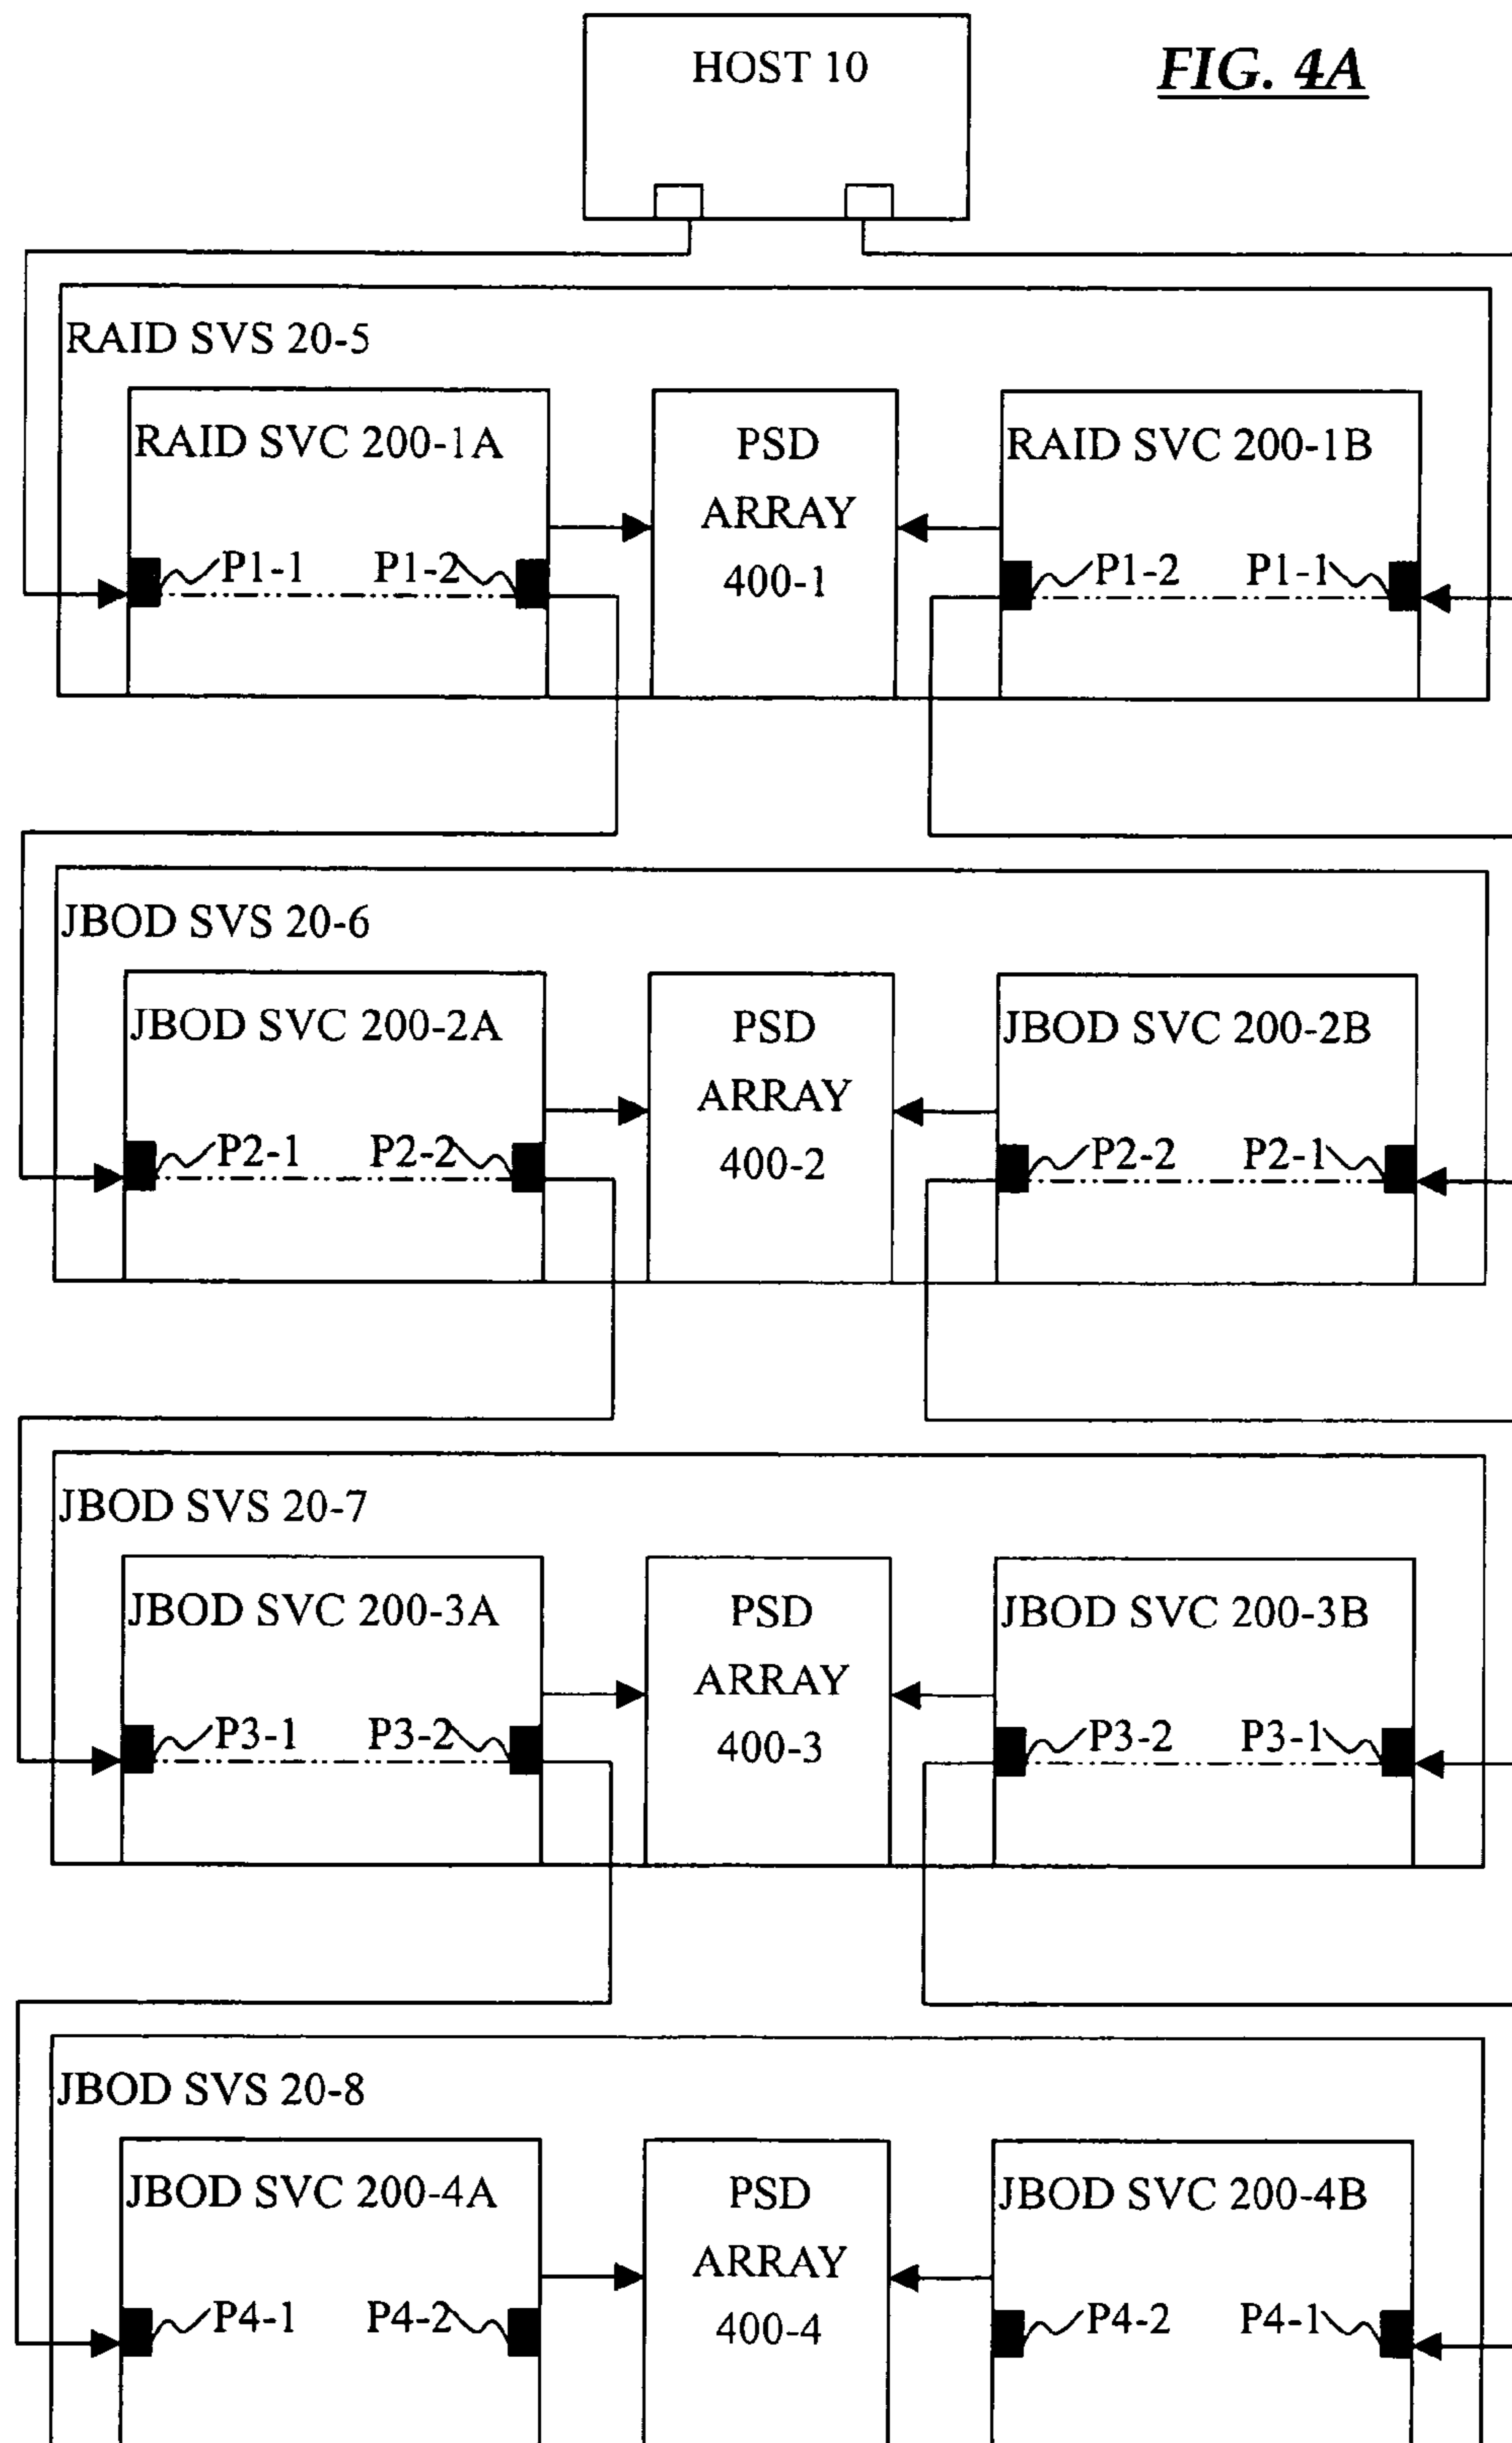 HOST 10
FIG. 4A
RAID SVS 20-5
RAID SVC 200-1A
PSD
ARRAY
400-1
RAID SVC 200-1B
P1-1
P1-2
P1-2
P1-1
JBOD SVS 20-6
JBOD SVC 200-2A
PSD
ARRAY
400-2
JBOD SVC 200-2B
P2-1
P2-2
P2-2
P2-1
JBOD SVS 20-7
JBOD SVC 200-3A
PSD
ARRAY
400-3
JBOD SVC 200-3B
P3-1
P3-2
P3-2
P3-1
JBOD SVS 20-8
JBOD SVC 200-4A
PSD
ARRAY
400-4
JBOD SVC 200-4B
P4-1
P4-2
P4-2
P4-1